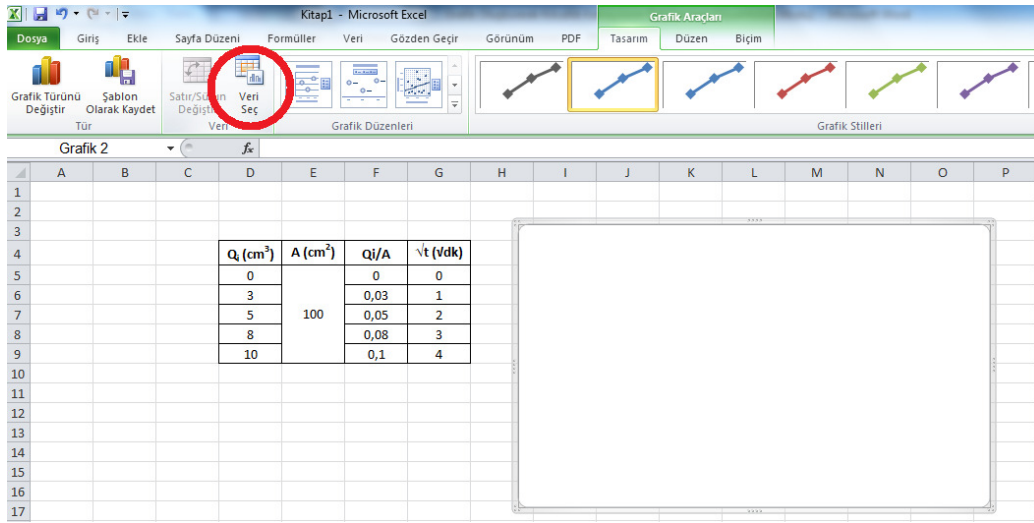 Kitap1 - Microsoft Excel
Grafik Araçları
Dosya Giriş Ekle Sayfa Düzeni Formüller Veri Gözden Geçir Görünüm PDF Tasarım Düzen Biçim
Grafik Türünü Değiştir
Şablon Olarak Kaydet
Veri Seç
Tür
Grafik Düzenleri
Grafik Stilleri
Grafik 2 fx
A B C D E F G H I J K L M N O P
1
2
3
4 Qi (cm³) A (cm²) Qi/A √t (√dk)
5 0 0 0
6 3 0,03 1
7 5 100 0,05 2
8 8 0,08 3
9 10 0,1 4
10
11
12
13
14
15
16
17